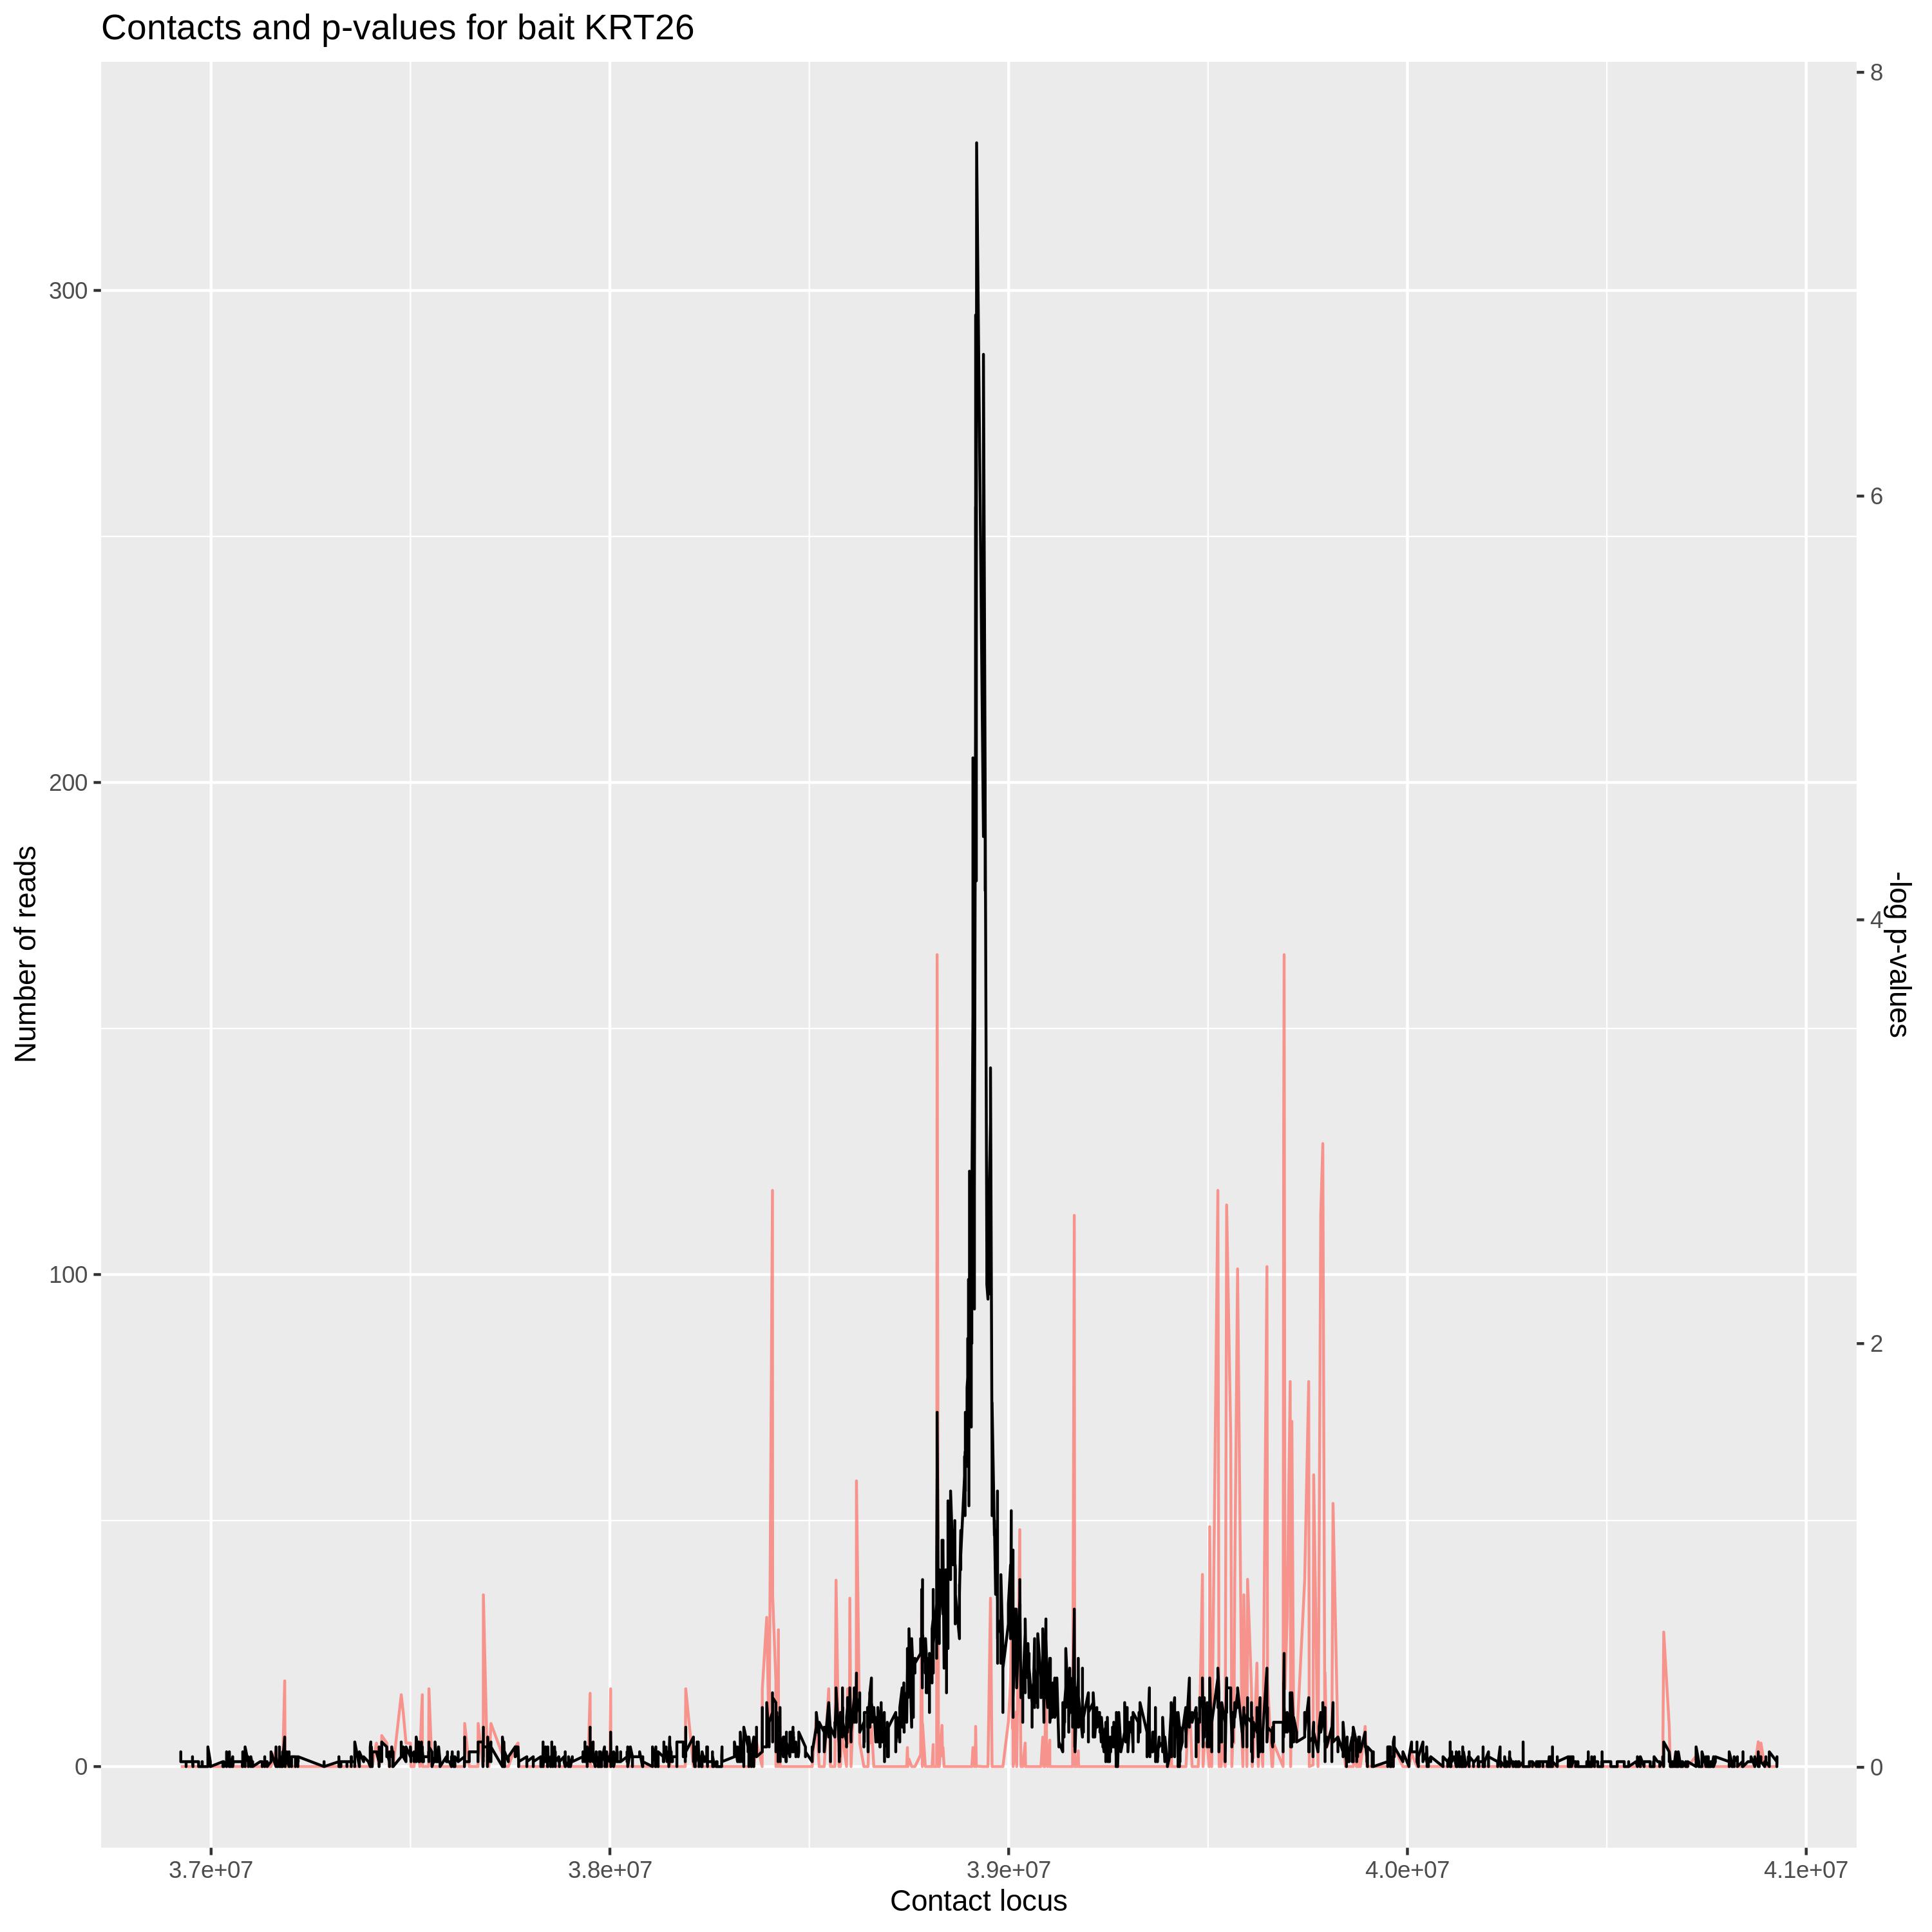 Contacts and p-values for bait KRT26
8
300
6
200
Number of reads
4
-log p-values
100
2
0
0
3.7e+07
3.8e+07
3.9e+07
4.0e+07
4.1e+07
Contact locus